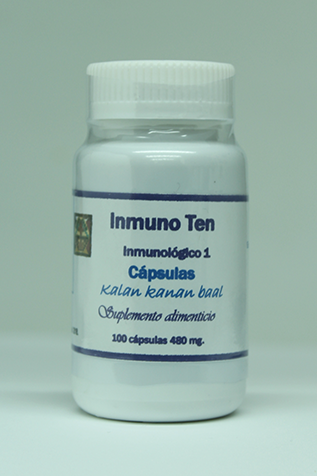 Inmuno Ten
Inmunológico 1
Cápsulas
Kalan Kanan baal
Suplemento alimenticio
100 cápsulas 480 mg.